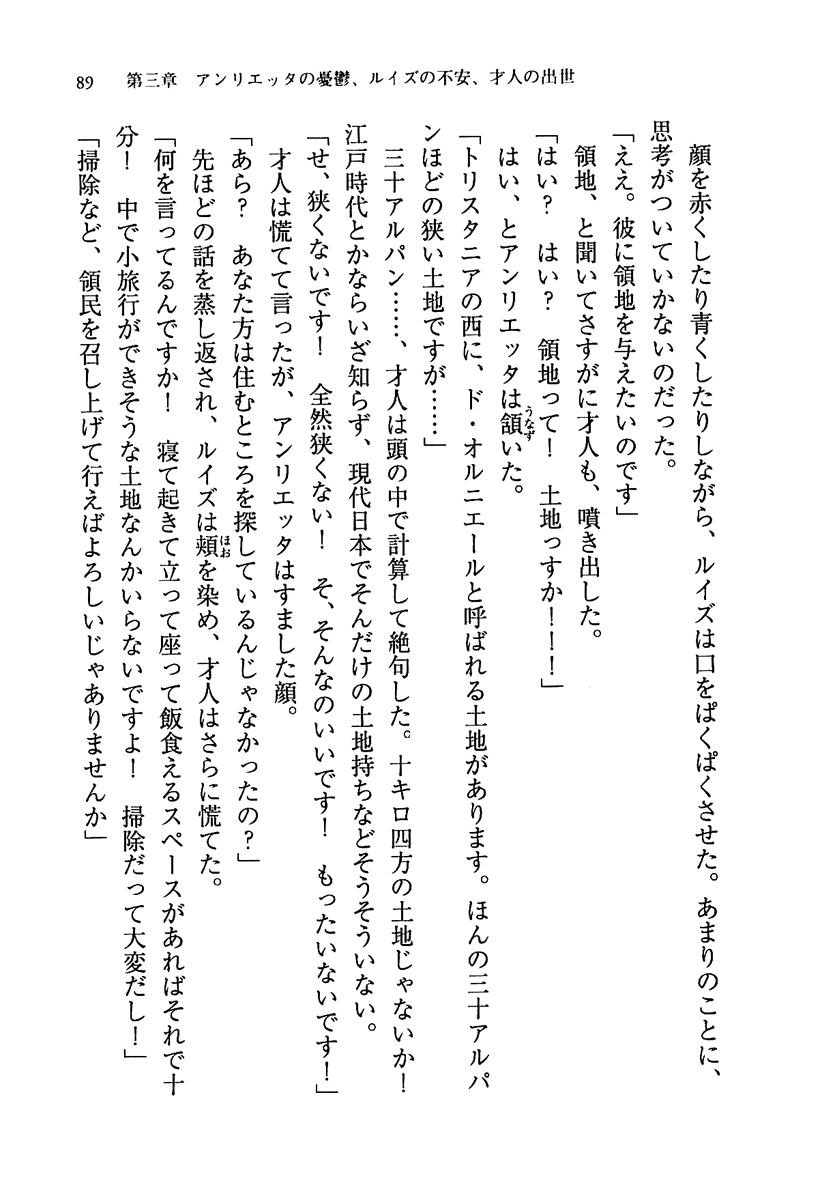 89　第三章　アンリエッタの憂鬱、ルイズの不安、才人の出世
　顔を赤くしたり青くしたりしながら、ルイズは口をぱくぱくさせた。あまりのことに、
思考がついていかないのだった。
「ええ。彼に領地を与えたいのです」
　領地、と聞いてさすがに才人も、噴き出した。
「はい？　はい？　領地って！　土地っすか！！！」
　はい、とアンリエッタは頷いた。
うなず
「トリスタニアの西に、ド・オルニエールと呼ばれる土地があります。ほんの三十アルパ
ンほどの狭い土地ですが……」
　三十アルパン……、才人は頭の中で計算して絶句した。十キロ四方の土地じゃないか！
江戸時代とかならいざ知らず、現代日本でそんだけの土地持ちなどそうそういない。
「せ、狭くないです！　全然狭くない！　そ、そんなのいいです！　もったいないです！」
　才人は慌てて言ったが、アンリエッタはすました顔。
「あら？　あなた方は住むところを探しているんじゃなかったの？」
　先ほどの話を蒸し返され、ルイズは頬を染め、才人はさらに慌てた。
ほお
「何を言ってるんですか！　寝て起きて立って座って飯食えるスペースがあればそれで十
分！　中で小旅行ができそうな土地なんかいらないですよ！　掃除だって大変だし！」
「掃除など、領民を召し上げて行えばよろしいじゃありませんか」